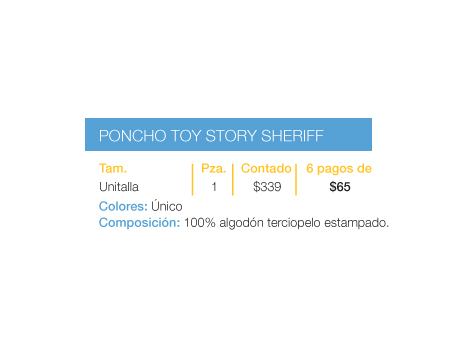 PONCHO TOY STORY SHERIFF
Tam. Pza. Contado 6 pagos de
Unitalla 1 $339 $65
Colores: Único
Composición: 100% algodón terciopelo estampado.